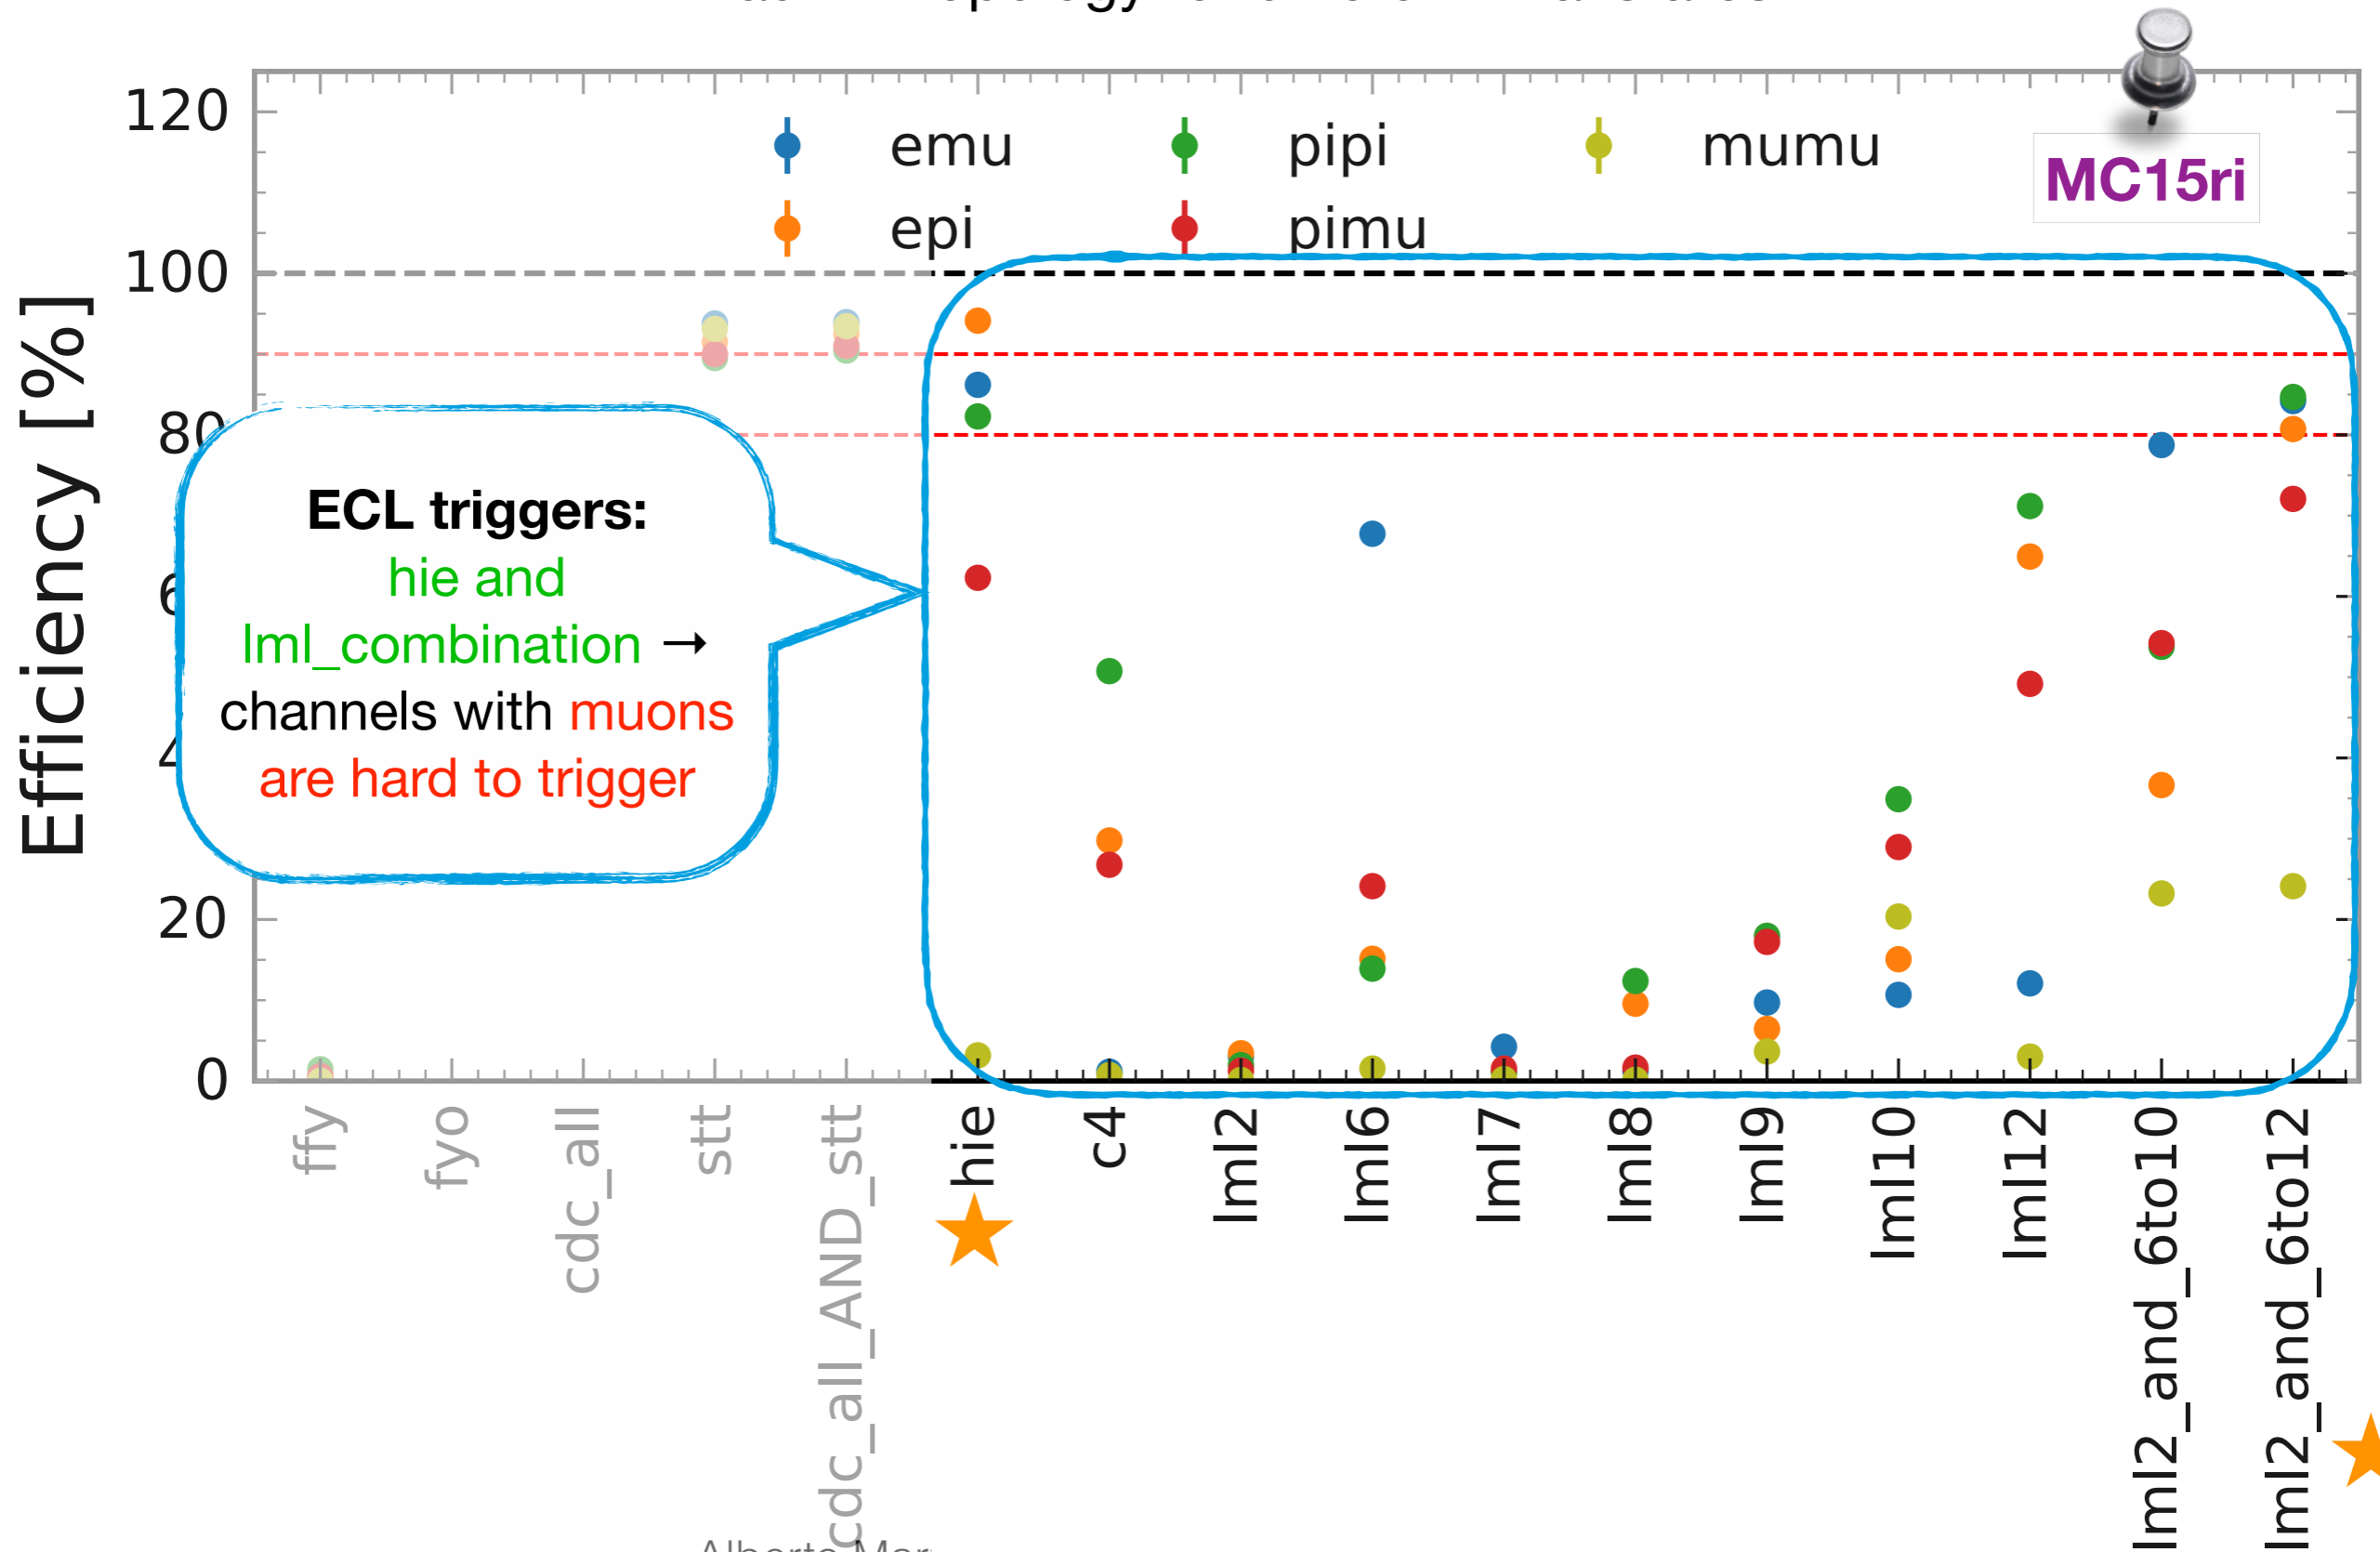 120
100
80
20
0
Efficiency [%]
emu
pipi
mumu
epi
pimu
MC15ri
ECL triggers:
hie and
lml_combination →
channels with muons
are hard to trigger
ffy
fyo
cdc_all
stt
cdc_all_AND_stt
hie
c4
lml2
lml6
lml7
lml8
lml9
lml10
lml12
lml2_and_6to10
lml2_and_6to12
Alberto